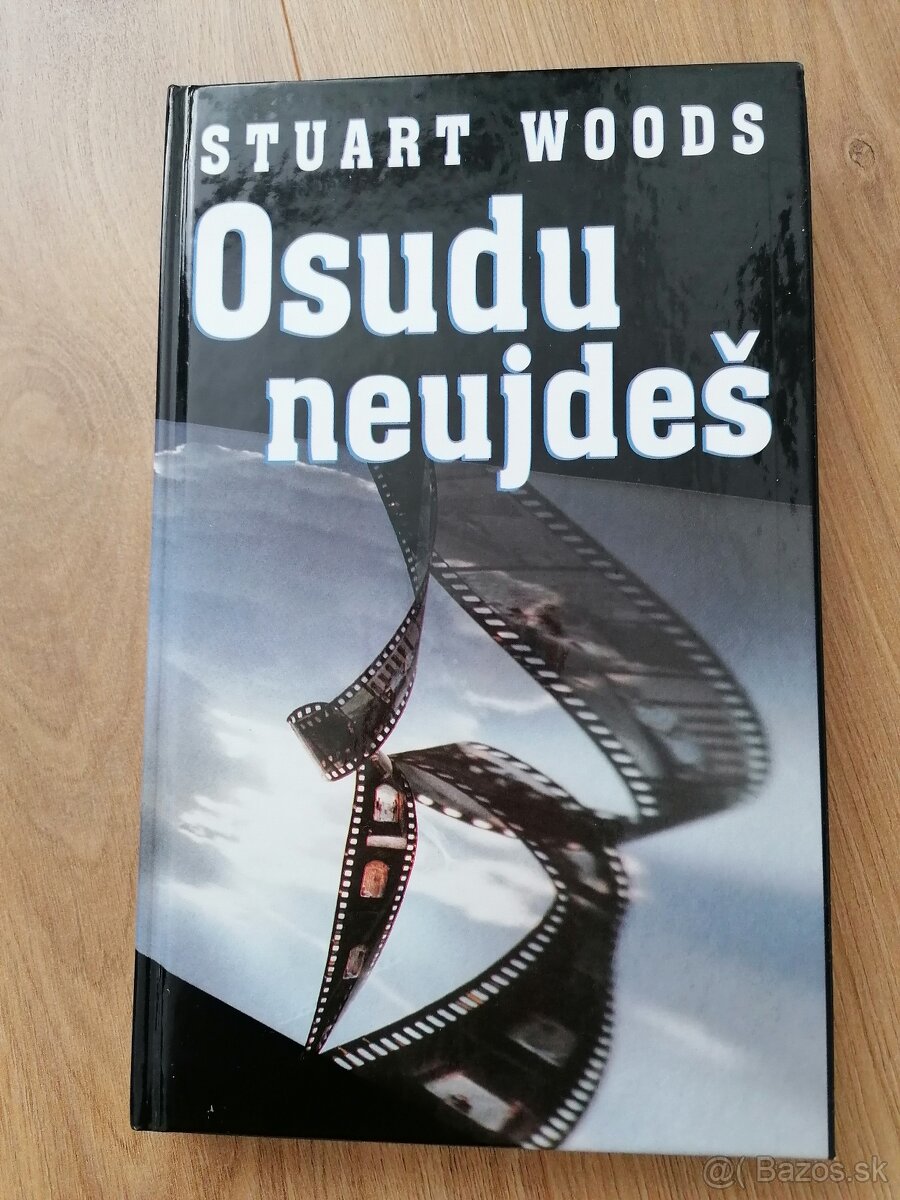 STUART WOODS
Osudu
neujdeš
@( Bazos.sk